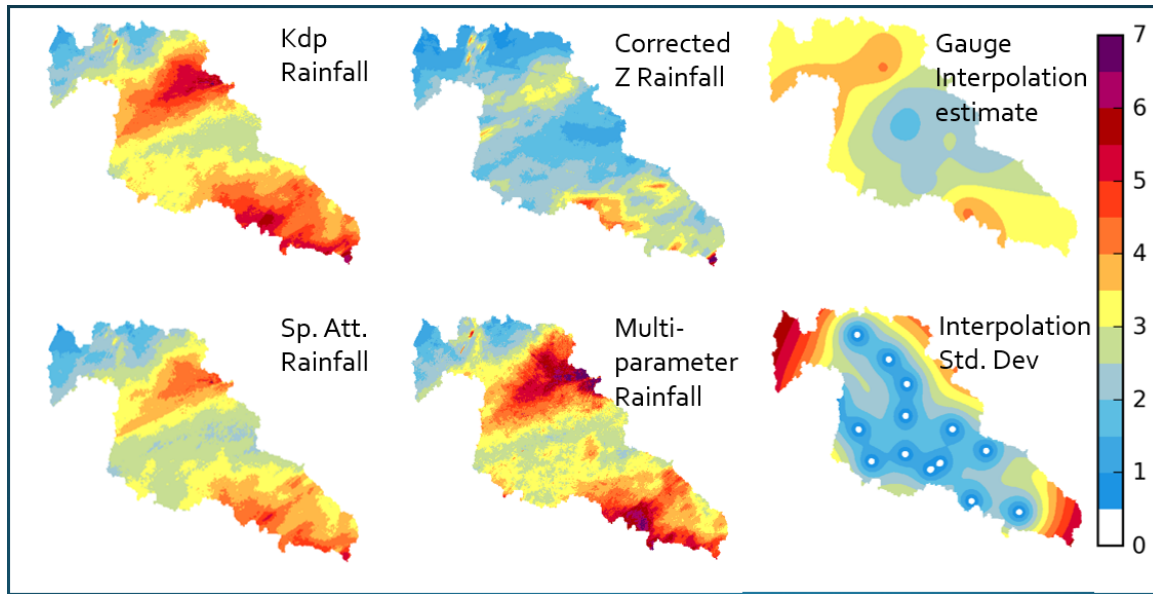 Kdp
Rainfall
Corrected
Z Rainfall
Gauge
Interpolation
estimate
Sp. Att.
Rainfall
Multi-
parameter
Rainfall
Interpolation
Std. Dev
7
6
5
4
3
2
1
0